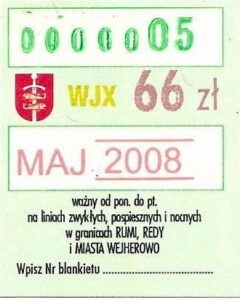 00000005
WJX 66 zł
MAJ 2008
ważny od pon. do pt.
na liniach zwykłych, pospiesznych i nocnych
w granicach RUMI, REDY
i MIASTA WEJHEROWO
Wpisz Nr blankietu ........................